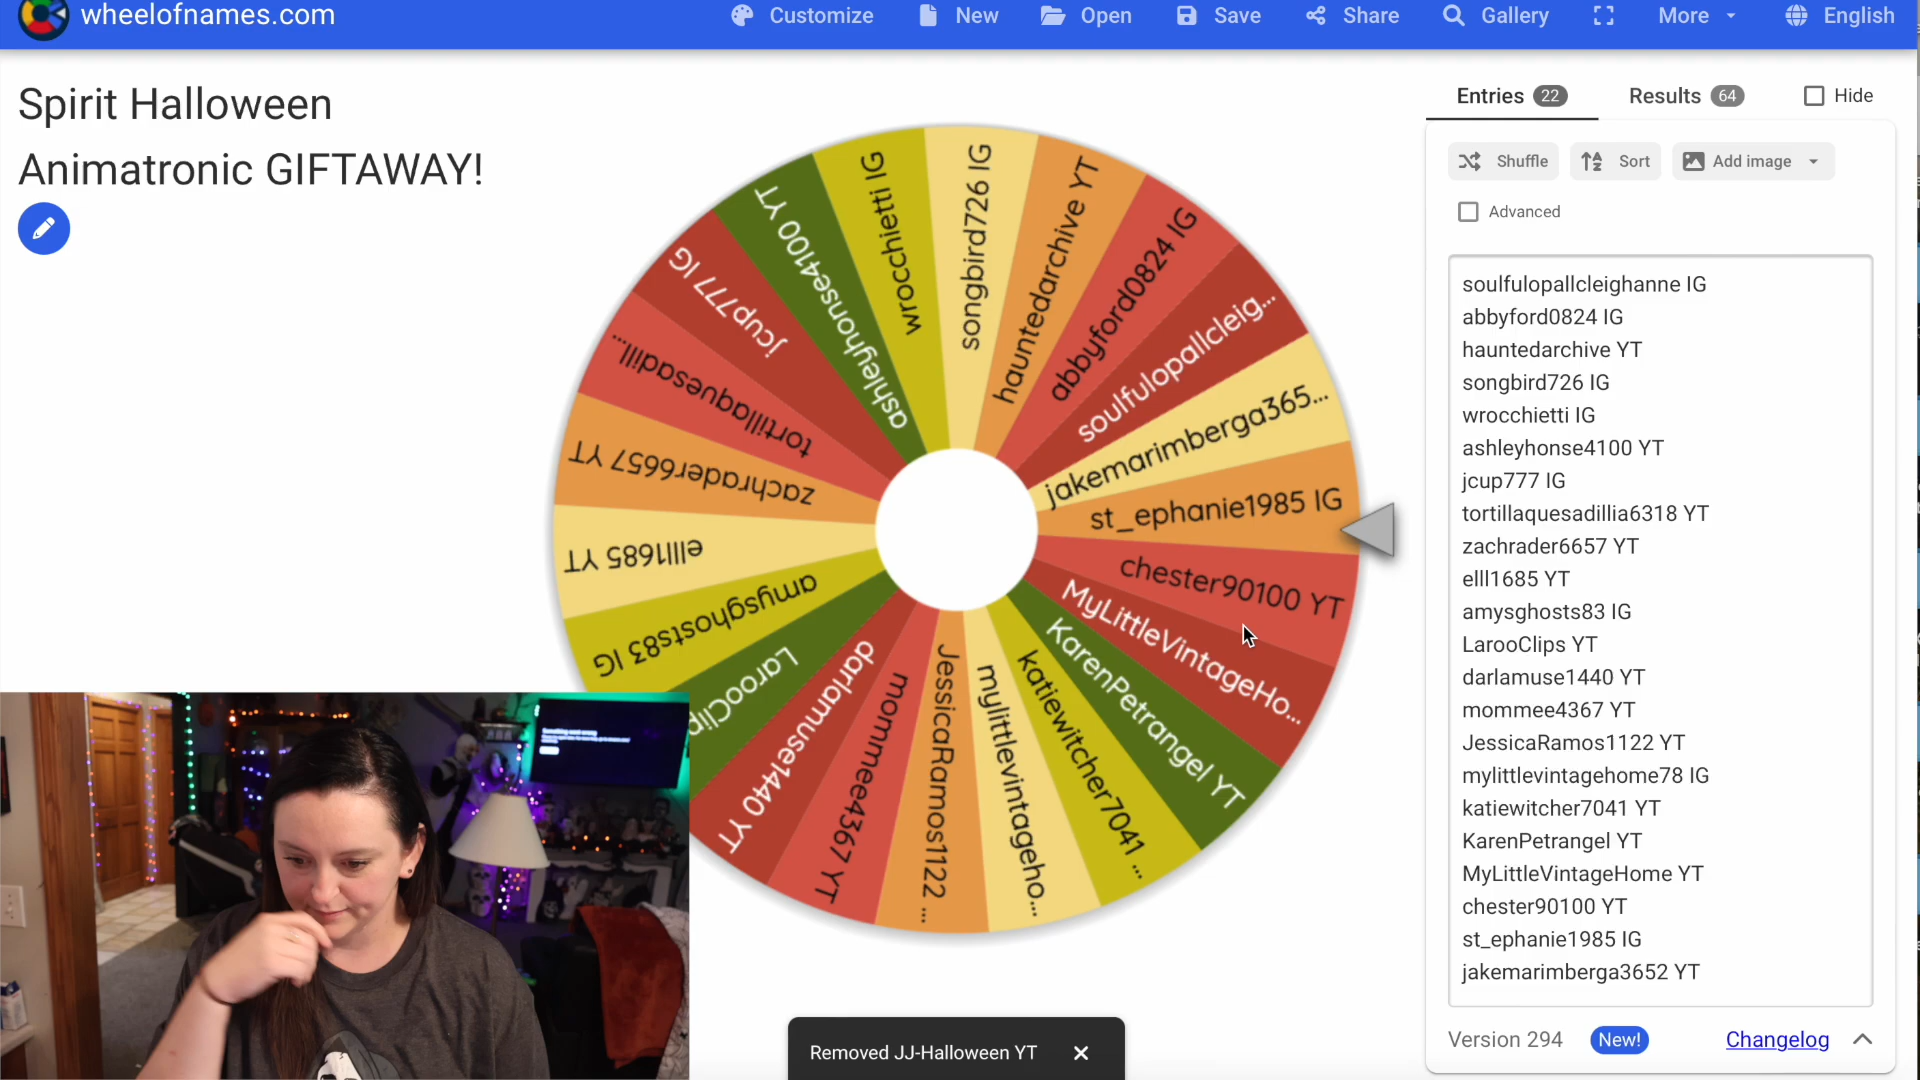 wheelofnames.com
Customize
New
Open
Save
Share
Gallery
More
English
Spirit Halloween
Animatronic GIFTAWAY!
Entries 22
Results 64
Hide
Shuffle
Sort
Add image
Advanced
soulfulopallcleighanne IG
abbyford0824 IG
hauntedarchive YT
songbird726 IG
wrocchietti IG
ashleyhonse4100 YT
jcup777 IG
tortillaquesadillia6318 YT
zachrader6657 YT
elll1685 YT
amysghosts83 IG
LarooClips YT
darlamuse1440 YT
mommee4367 YT
JessicaRamos1122 YT
mylittlevintagehome78 IG
katiewitcher7041 YT
KarenPetrangel YT
MyLittleVintageHome YT
chester90100 YT
st_ephanie1985 IG
jakemarimberga3652 YT
Version 294
New!
Changelog
songbird726 IG
hauntedarchive YT
abbyford0824 IG
soulfulopallcleig...
jakemarimberga365...
st_ephanie1985 IG
chester90100 YT
MyLittleVintageHo...
KarenPetrangel YT
katiewitcher7041 ...
mylittlevintageho...
JessicaRamos1122 ...
mommee4367 YT
darlamuse1440 YT
LarooClip
amysghosts83 IG
elll1685 YT
zachrader6657 YT
tortillaquesadill...
jcup777 IG
ashleyhonse4100 YT
wrocchietti IG
Something went wrong
Removed JJ-Halloween YT